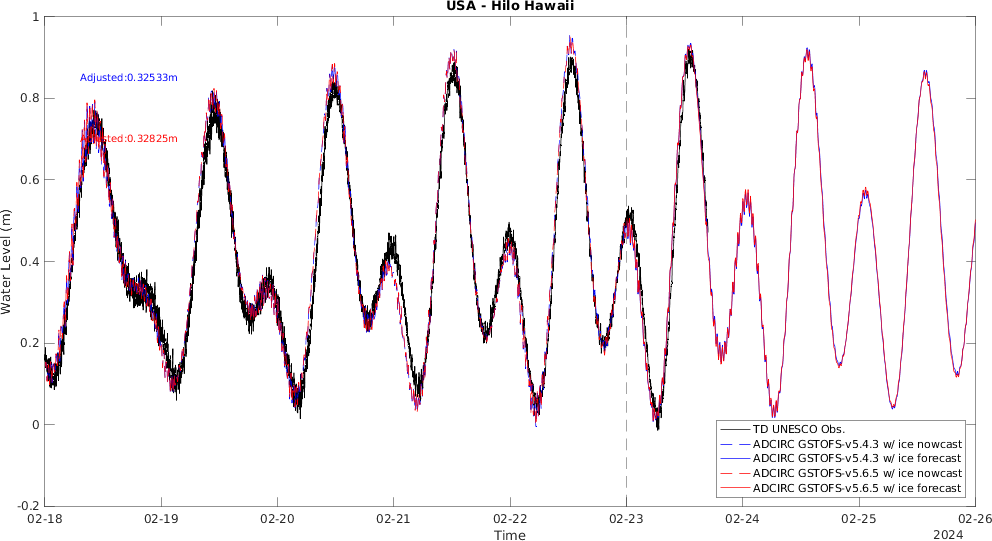 USA - Hilo Hawaii
1
0.8
0.6
0.4
0.2
0
-0.2
Water Level (m)
Adjusted:0.32533m
Adjusted:0.32825m
TD UNESCO Obs.
ADCIRC GSTOFS-v5.4.3 w/ ice nowcast
ADCIRC GSTOFS-v5.4.3 w/ ice forecast
ADCIRC GSTOFS-v5.6.5 w/ ice nowcast
ADCIRC GSTOFS-v5.6.5 w/ ice forecast
02-18 02-19 02-20 02-21 02-22 02-23 02-24 02-25 02-26
Time
2024